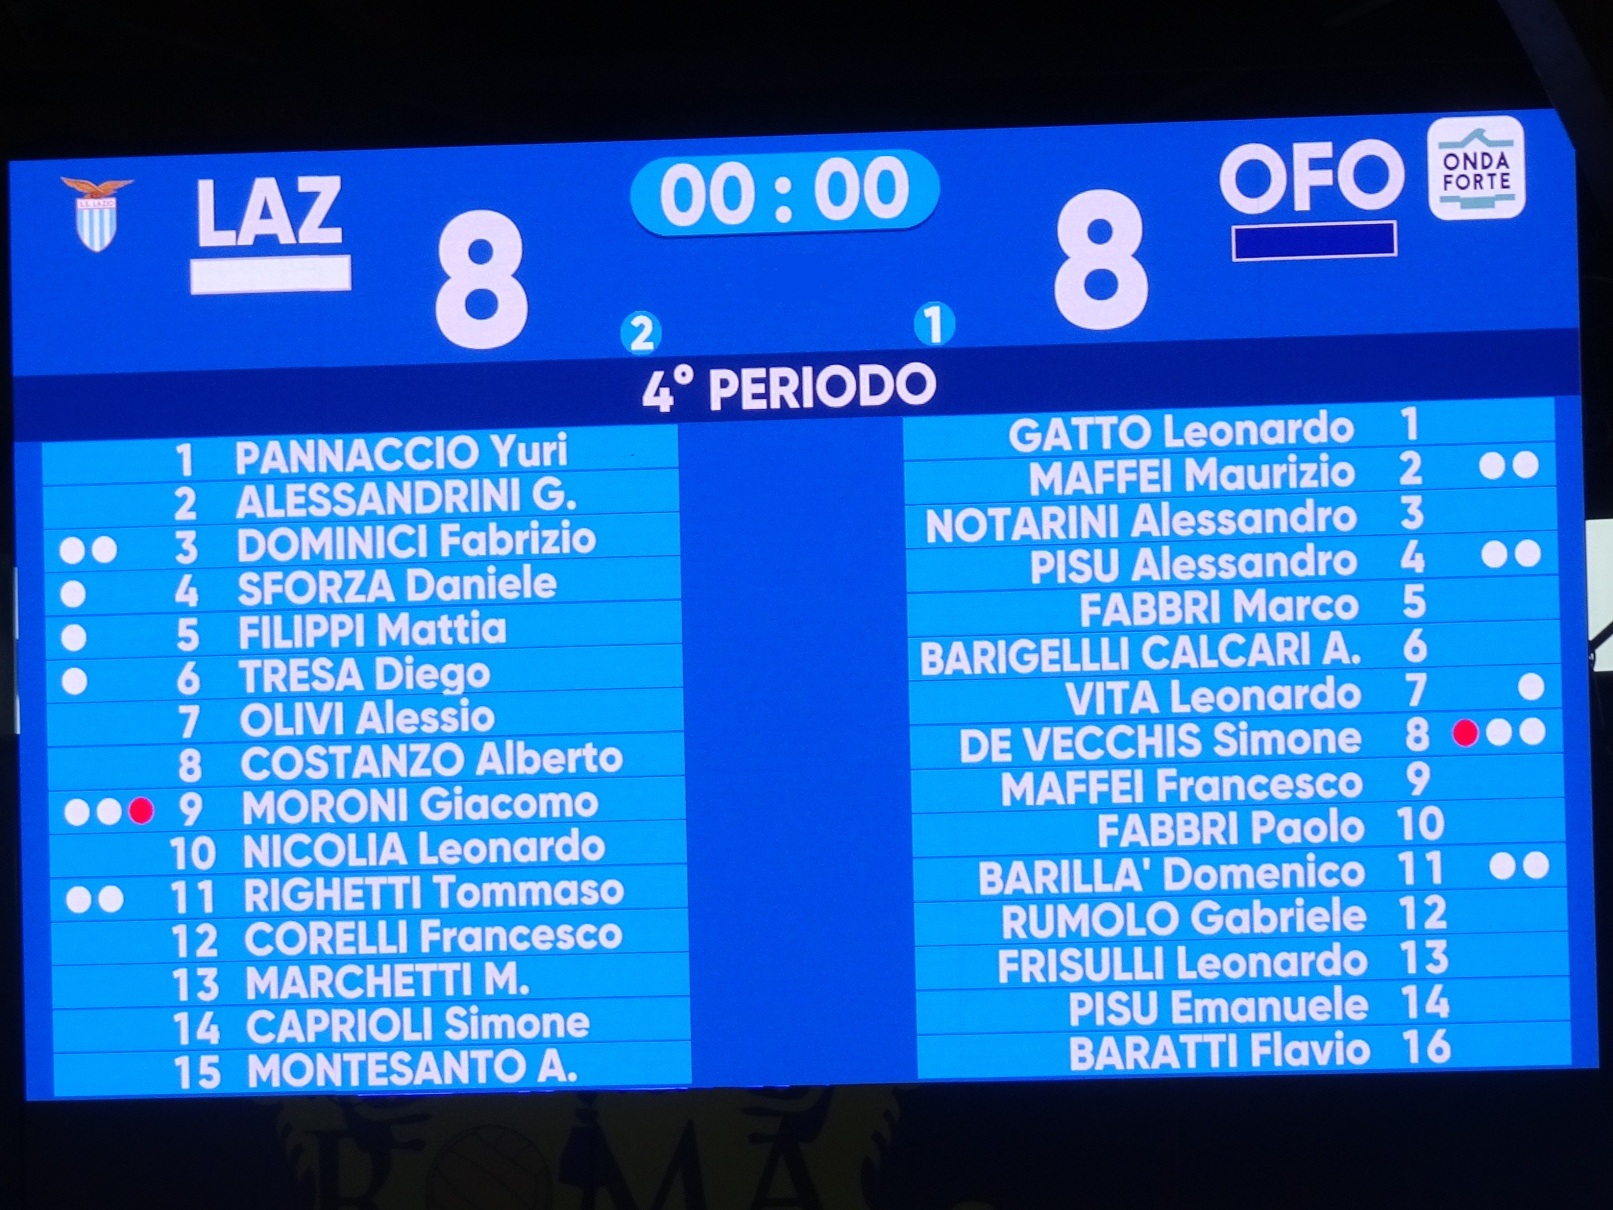 LAZ
8
00:00
8
OFO
ONDA
FORTE
S.S. LAZIO
2
1
4° PERIODO
1 PANNACCIO Yuri
2 ALESSANDRINI G.
3 DOMINICI Fabrizio
4 SFORZA Daniele
5 FILIPPI Mattia
6 TRESA Diego
7 OLIVI Alessio
8 COSTANZO Alberto
9 MORONI Giacomo
10 NICOLIA Leonardo
11 RIGHETTI Tommaso
12 CORELLI Francesco
13 MARCHETTI M.
14 CAPRIOLI Simone
15 MONTESANTO A.
GATTO Leonardo 1
MAFFEI Maurizio 2
NOTARINI Alessandro 3
PISU Alessandro 4
FABBRI Marco 5
BARIGELLLI CALCARI A. 6
VITA Leonardo 7
DE VECCHIS Simone 8
MAFFEI Francesco 9
FABBRI Paolo 10
BARILLA' Domenico 11
RUMOLO Gabriele 12
FRISULLI Leonardo 13
PISU Emanuele 14
BARATTI Flavio 16
ROMA